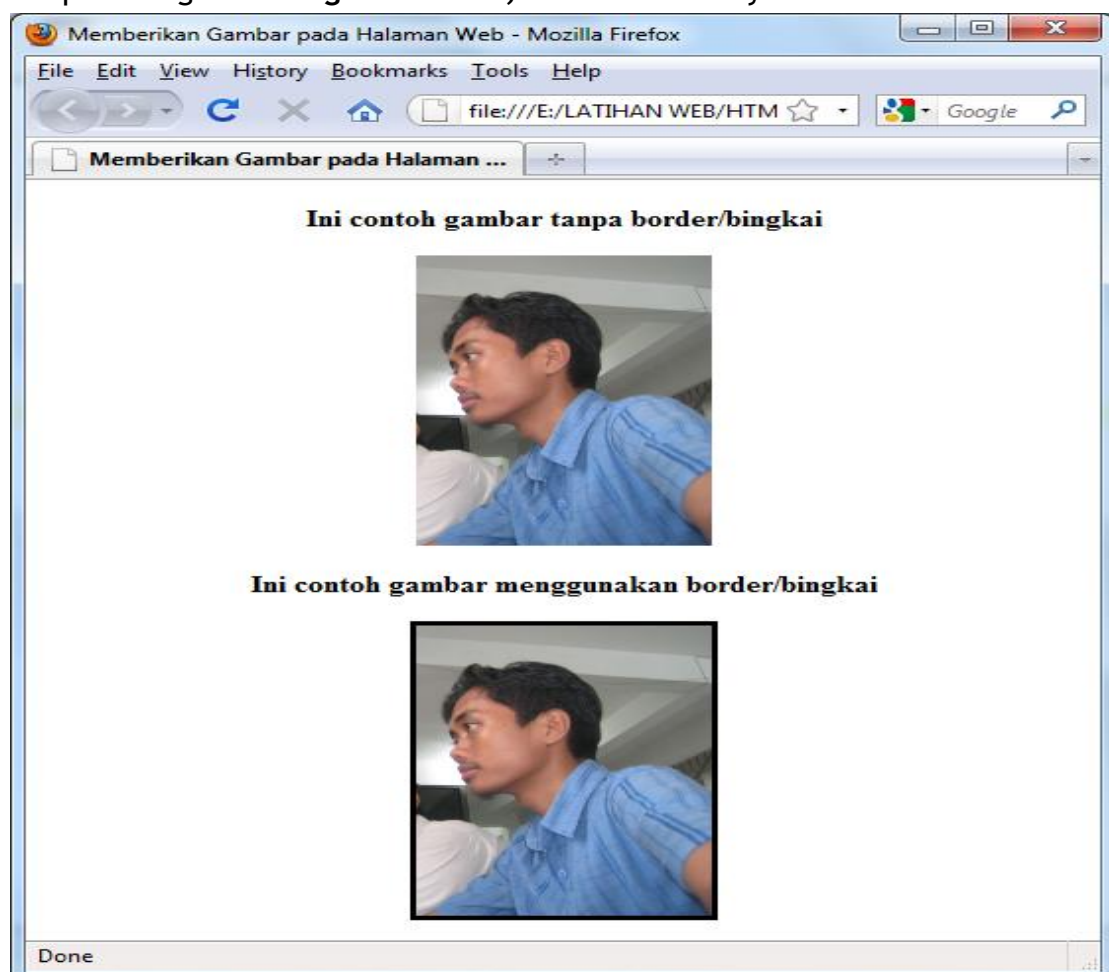 Memberikan Gambar pada Halaman Web - Mozilla Firefox
File Edit View History Bookmarks Tools Help
file:///E:/LATIHAN WEB/HTM Google
Memberikan Gambar pada Halaman ...
Ini contoh gambar tanpa border/bingkai
Ini contoh gambar menggunakan border/bingkai
Done